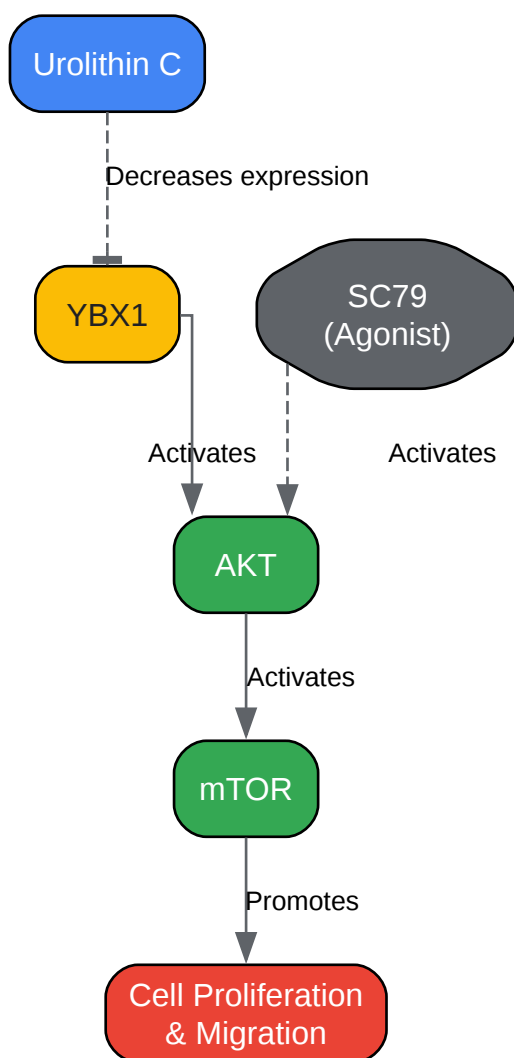 Urolithin C
Decreases expression
YBX1
SC79
(Agonist)
Activates
Activates
AKT
Activates
mTOR
Promotes
Cell Proliferation
& Migration